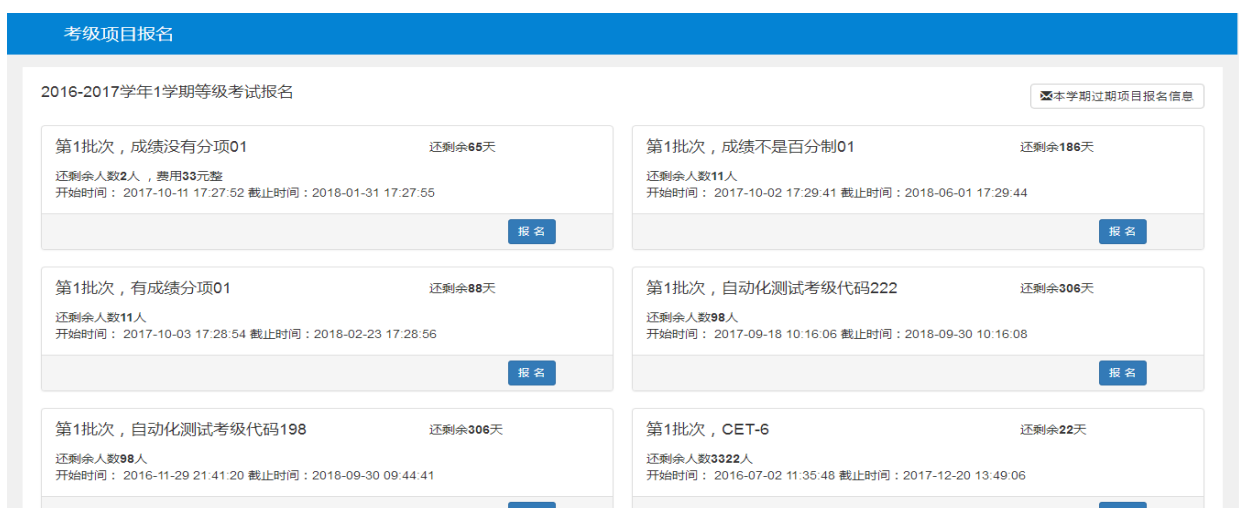 考级项目报名
2016-2017学年1学期等级考试报名
本学期过期项目报名信息
第1批次，成绩没有分项01 还剩余65天
还剩余人数2人 ，费用33元整
开始时间： 2017-10-11 17:27:52 截止时间：2018-01-31 17:27:55
报 名
第1批次，成绩不是百分制01 还剩余186天
还剩余人数11人
开始时间： 2017-10-02 17:29:41 截止时间：2018-06-01 17:29:44
报 名
第1批次，有成绩分项01 还剩余88天
还剩余人数11人
开始时间： 2017-10-03 17:28:54 截止时间：2018-02-23 17:28:56
报 名
第1批次，自动化测试考级代码222 还剩余306天
还剩余人数98人
开始时间： 2017-09-18 10:16:06 截止时间：2018-09-30 10:16:08
报 名
第1批次，自动化测试考级代码198 还剩余306天
还剩余人数98人
开始时间： 2016-11-29 21:41:20 截止时间：2018-09-30 09:44:41
第1批次，CET-6 还剩余22天
还剩余人数3322人
开始时间： 2016-07-02 11:35:48 截止时间：2017-12-20 13:49:06